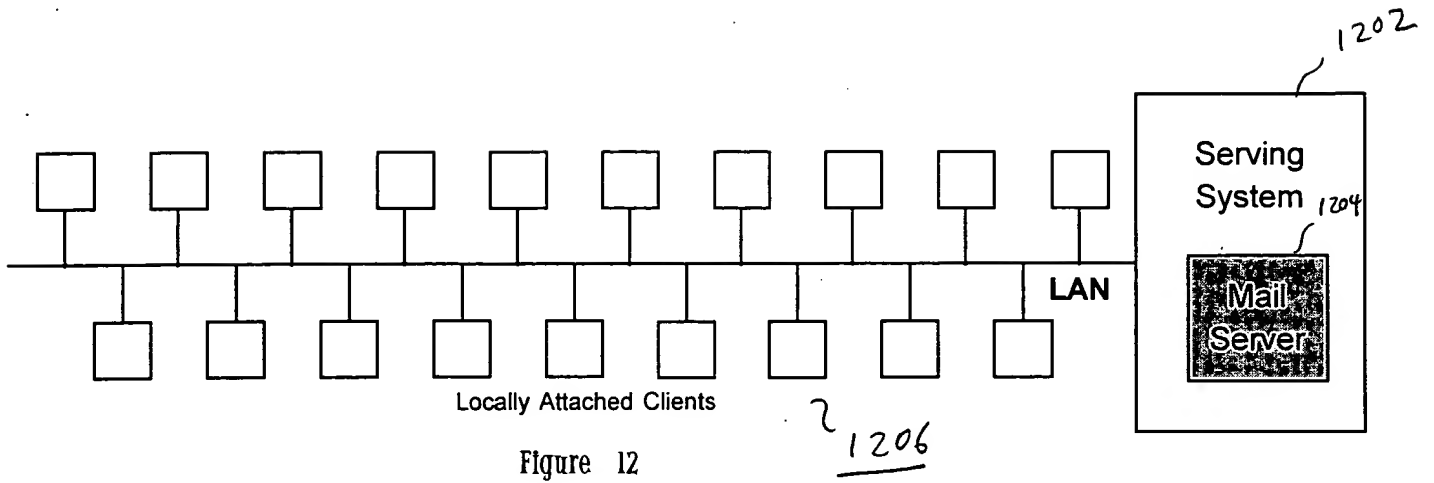 1202
Serving
System
1204
Mail
Server
LAN
Locally Attached Clients
1206
Figure 12